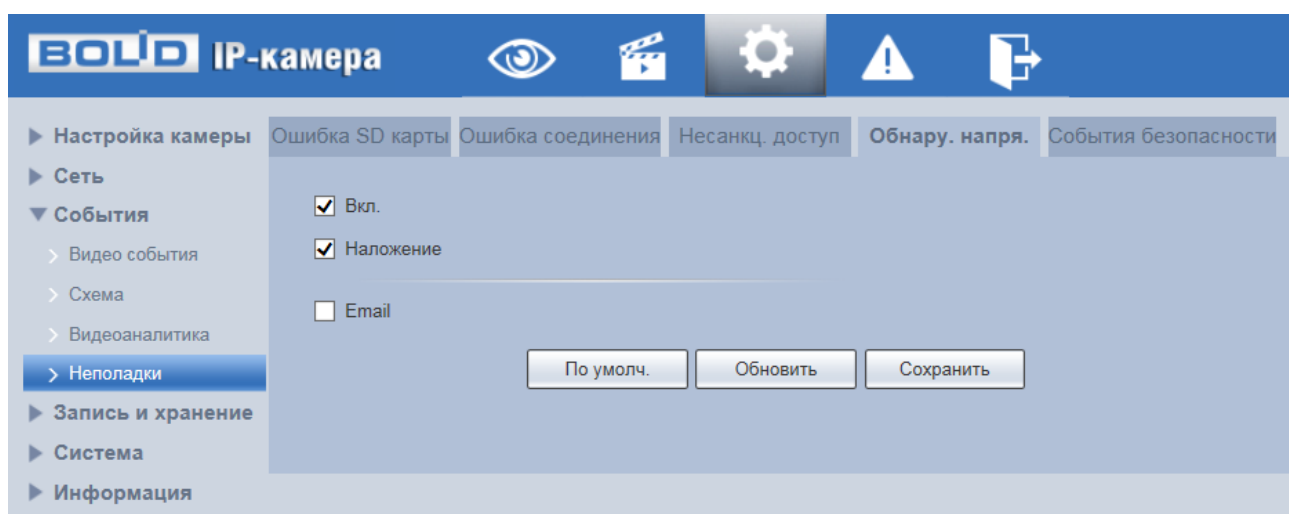 BOLID IP-камера
Настройка камеры
Ошибка SD карты Ошибка соединения Несанкц. доступ Обнару. напря. События безопасности
Сеть
События
Видео события
Схема
Видеоаналитика
Неполадки
Запись и хранение
Система
Информация
Вкл.
Наложение
Email
По умолч. Обновить Сохранить